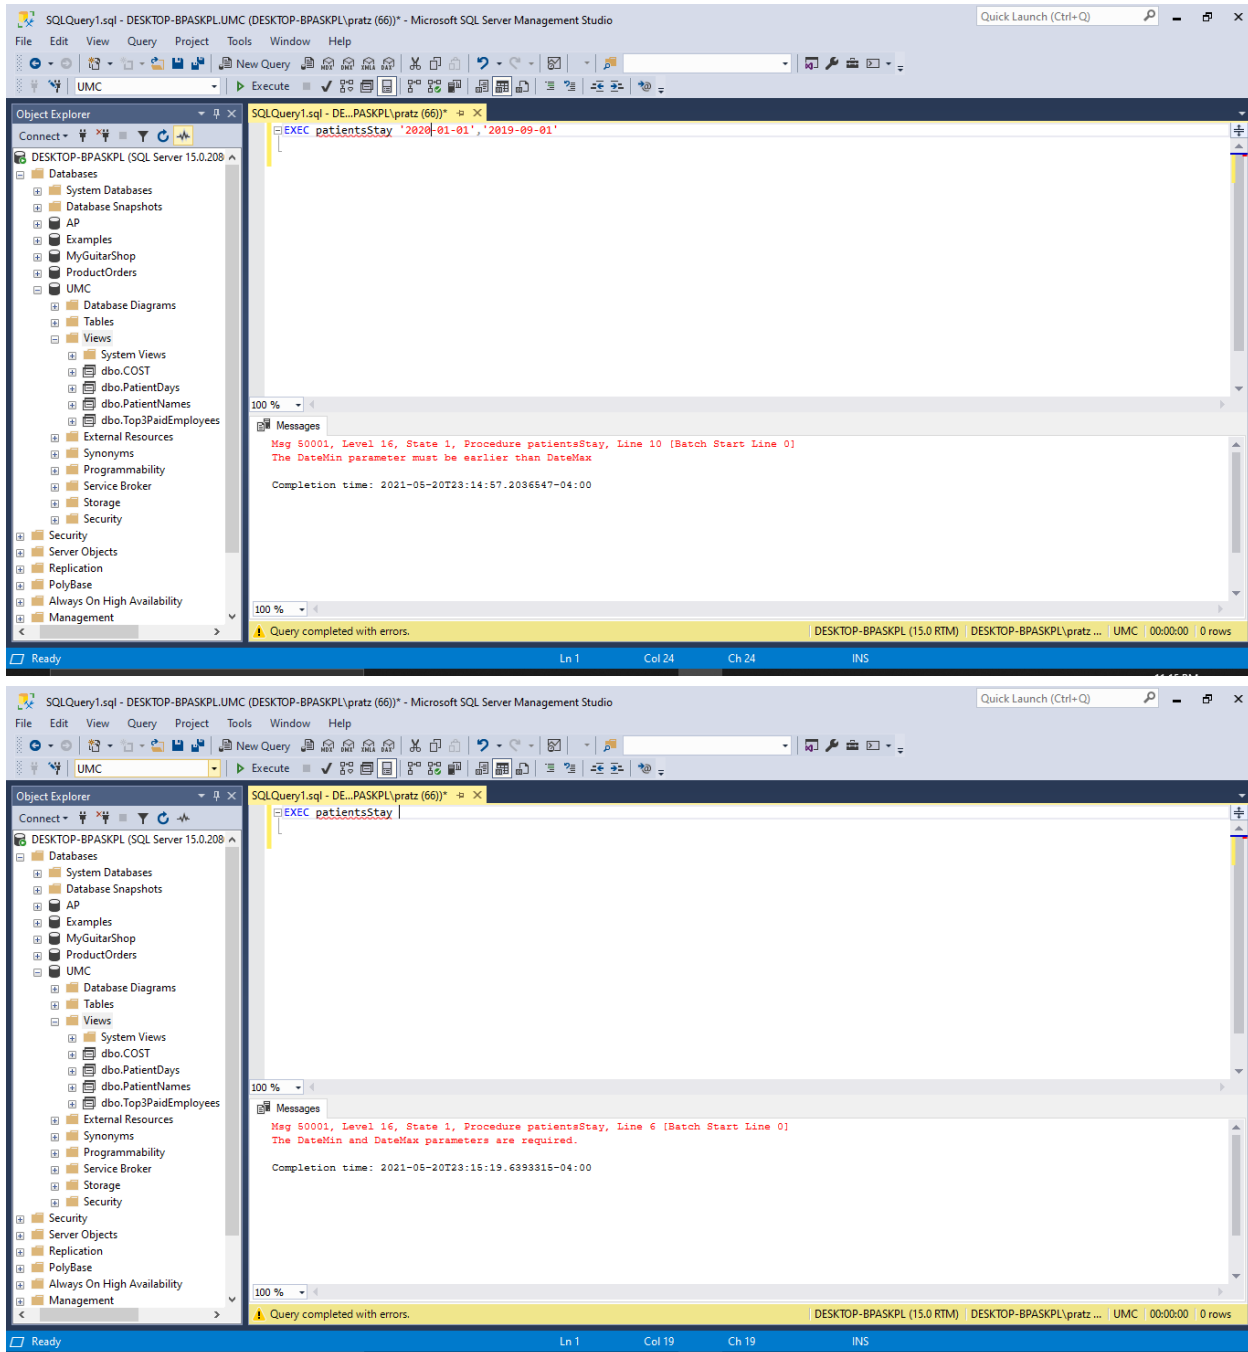 SQLQuery1.sql - DESKTOP-BPASKPL.UMC (DESKTOP-BPASKPL\pratz (66))* - Microsoft SQL Server Management Studio
Quick Launch (Ctrl+Q)
File Edit View Query Project Tools Window Help
New Query
UMC Execute
Object Explorer
SQLQuery1.sql - DE...PASKPL\pratz (66))*
Connect
EXEC patientsStay '2020-01-01','2019-09-01'
DESKTOP-BPASKPL (SQL Server 15.0.208
Databases
System Databases
Database Snapshots
AP
Examples
MyGuitarShop
ProductOrders
UMC
Database Diagrams
Tables
Views
System Views
dbo.COST
dbo.PatientDays
dbo.PatientNames
dbo.Top3PaidEmployees
External Resources
Synonyms
Programmability
Service Broker
Storage
Security
Security
Server Objects
Replication
PolyBase
Always On High Availability
Management
100 %
Messages
Msg 50001, Level 16, State 1, Procedure patientsStay, Line 10 [Batch Start Line 0]
The DateMin parameter must be earlier than DateMax
Completion time: 2021-05-20T23:14:57.2036547-04:00
100 %
Query completed with errors.
DESKTOP-BPASKPL (15.0 RTM) DESKTOP-BPASKPL\pratz ... UMC 00:00:00 0 rows
Ready Ln 1 Col 24 Ch 24 INS
SQLQuery1.sql - DESKTOP-BPASKPL.UMC (DESKTOP-BPASKPL\pratz (66))* - Microsoft SQL Server Management Studio
Quick Launch (Ctrl+Q)
File Edit View Query Project Tools Window Help
New Query
UMC Execute
Object Explorer
SQLQuery1.sql - DE...PASKPL\pratz (66))*
Connect
EXEC patientsStay
DESKTOP-BPASKPL (SQL Server 15.0.208
Databases
System Databases
Database Snapshots
AP
Examples
MyGuitarShop
ProductOrders
UMC
Database Diagrams
Tables
Views
System Views
dbo.COST
dbo.PatientDays
dbo.PatientNames
dbo.Top3PaidEmployees
External Resources
Synonyms
Programmability
Service Broker
Storage
Security
Security
Server Objects
Replication
PolyBase
Always On High Availability
Management
100 %
Messages
Msg 50001, Level 16, State 1, Procedure patientsStay, Line 6 [Batch Start Line 0]
The DateMin and DateMax parameters are required.
Completion time: 2021-05-20T23:15:19.6393315-04:00
100 %
Query completed with errors.
DESKTOP-BPASKPL (15.0 RTM) DESKTOP-BPASKPL\pratz ... UMC 00:00:00 0 rows
Ready Ln 1 Col 19 Ch 19 INS